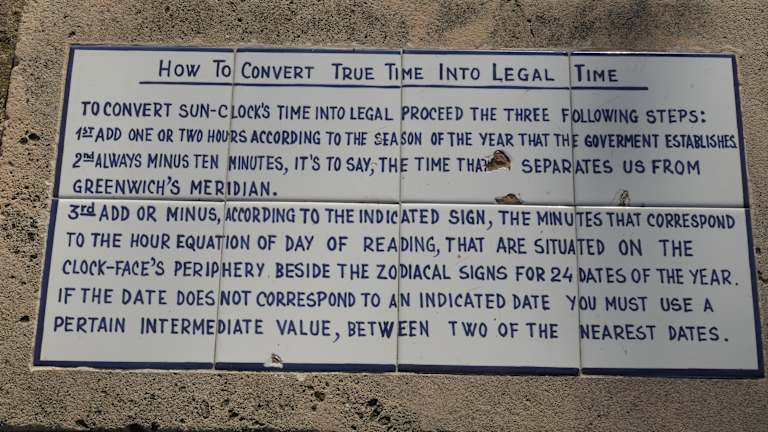 How To Convert True Time Into Legal Time
TO CONVERT SUN-CLOCK'S TIME INTO LEGAL PROCEED THE THREE FOLLOWING STEPS:
1ST ADD ONE OR TWO HOURS ACCORDING TO THE SEASON OF THE YEAR THAT THE GOVERMENT ESTABLISHES.
2nd ALWAYS MINUS TEN MINUTES, IT'S TO SAY, THE TIME THAT SEPARATES US FROM
GREENWICH'S MERIDIAN.
3rd ADD OR MINUS, ACCORDING TO THE INDICATED SIGN, THE MINUTES THAT CORRESPOND
TO THE HOUR EQUATION OF DAY OF READING, THAT ARE SITUATED ON THE
CLOCK-FACE'S PERIPHERY BESIDE THE ZODIACAL SIGNS FOR 24 DATES OF THE YEAR.
IF THE DATE DOES NOT CORRESPOND TO AN INDICATED DATE YOU MUST USE A
PERTAIN INTERMEDIATE VALUE, BETWEEN TWO OF THE NEAREST DATES.